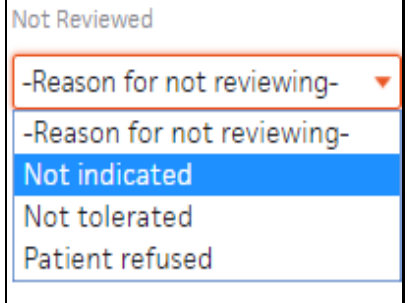 Not Reviewed
-Reason for not reviewing-
-Reason for not reviewing-
Not indicated
Not tolerated
Patient refused